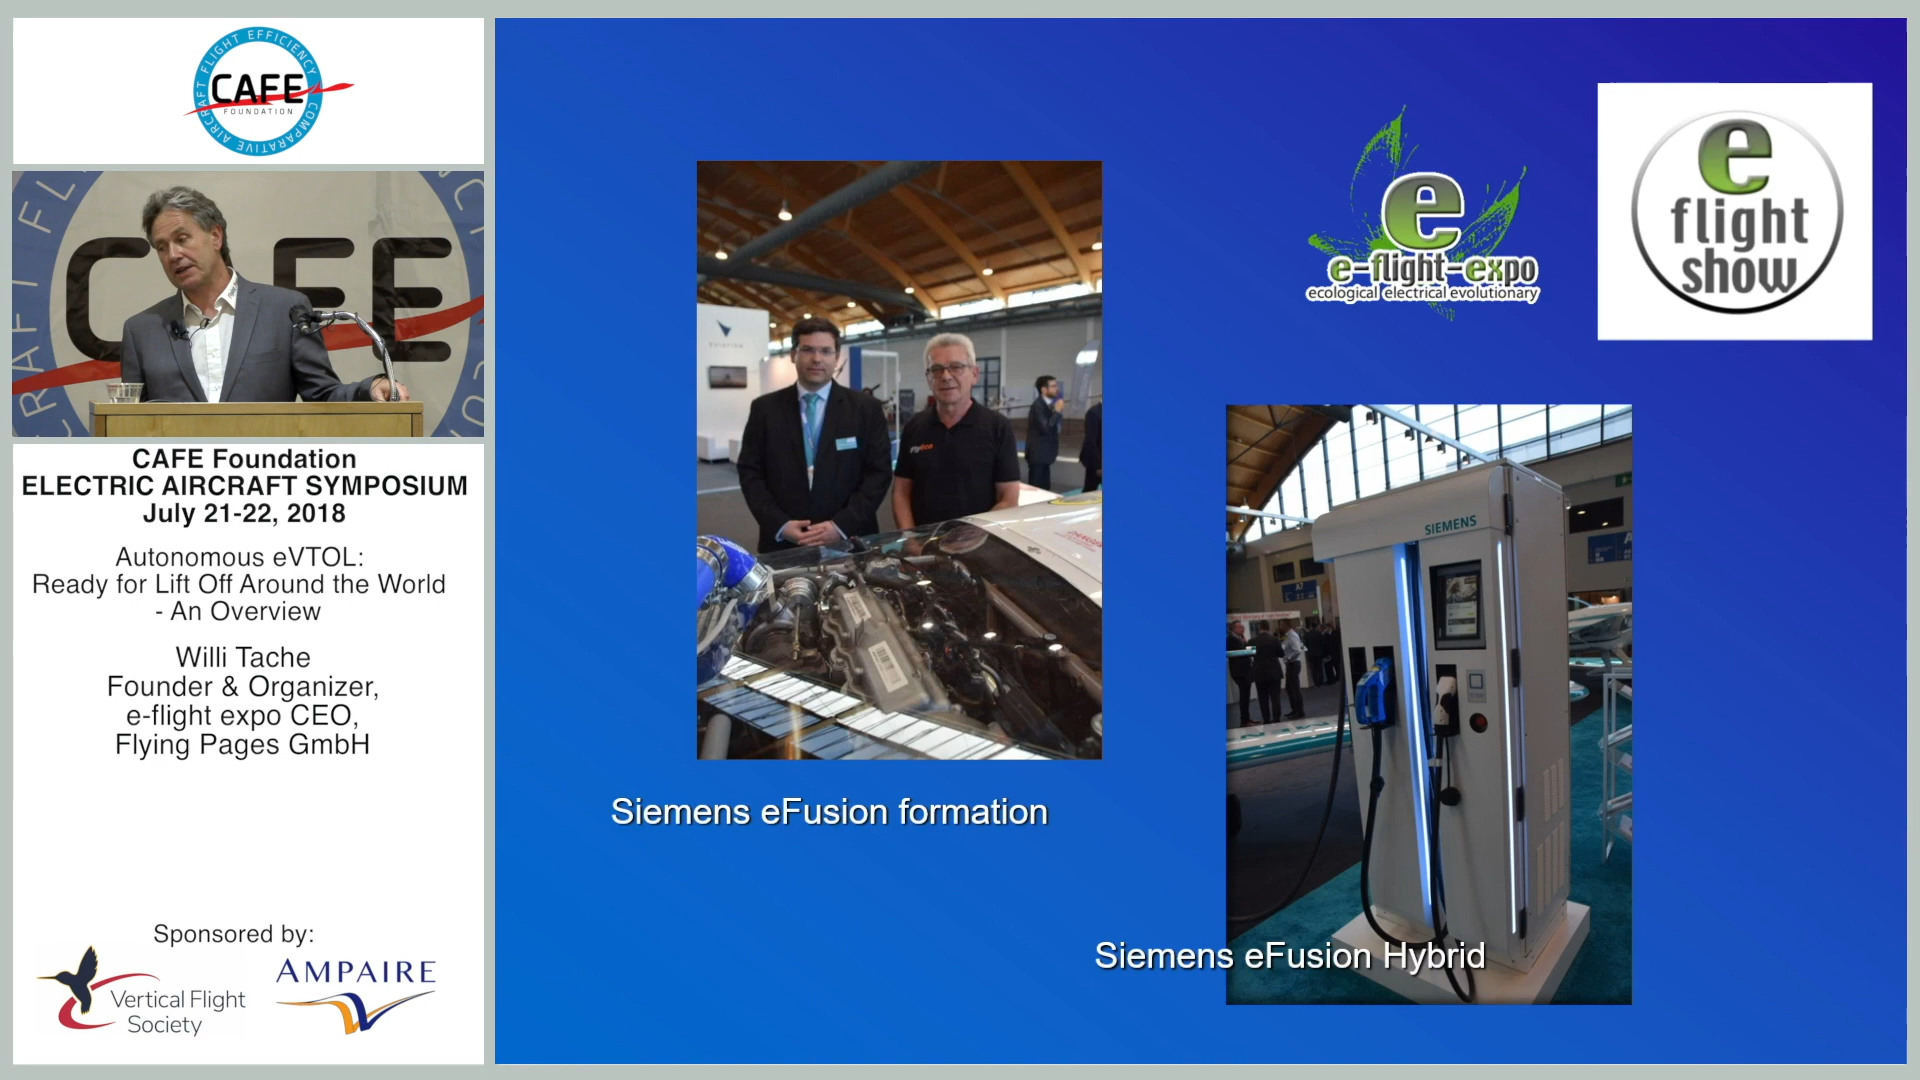 AIRCRAFT FLIGHT EFFICIENCY
CAFE
FOUNDATION
COMPARATIVE
CAFE Foundation
ELECTRIC AIRCRAFT SYMPOSIUM
July 21-22, 2018
Autonomous eVTOL:
Ready for Lift Off Around the World
- An Overview
Willi Tache
Founder & Organizer,
e-flight expo CEO,
Flying Pages GmbH
Sponsored by:
Vertical Flight
Society
AMPAIRE
e
e-flight-expo
ecological electrical evolutionary
e
flight
show
SIEMENS
Siemens eFusion formation
Siemens eFusion Hybrid